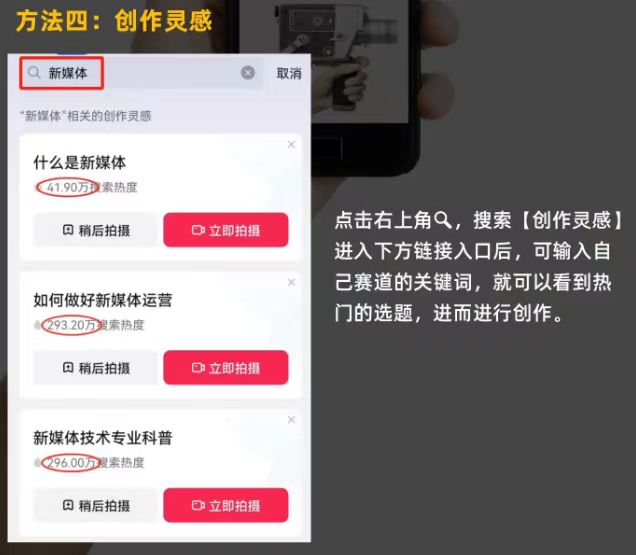 方法四：创作灵感
新媒体
取消
“新媒体”相关的创作灵感
什么是新媒体
41.90万搜索热度
稍后拍摄
立即拍摄
如何做好新媒体运营
293.20万搜索热度
稍后拍摄
立即拍摄
新媒体技术专业科普
296.00万搜索热度
稍后拍摄
立即拍摄
点击右上角🔍，搜索【创作灵感】
进入下方链接入口后，可输入自
己赛道的关键词，就可以看到热
门的选题，进而进行创作。